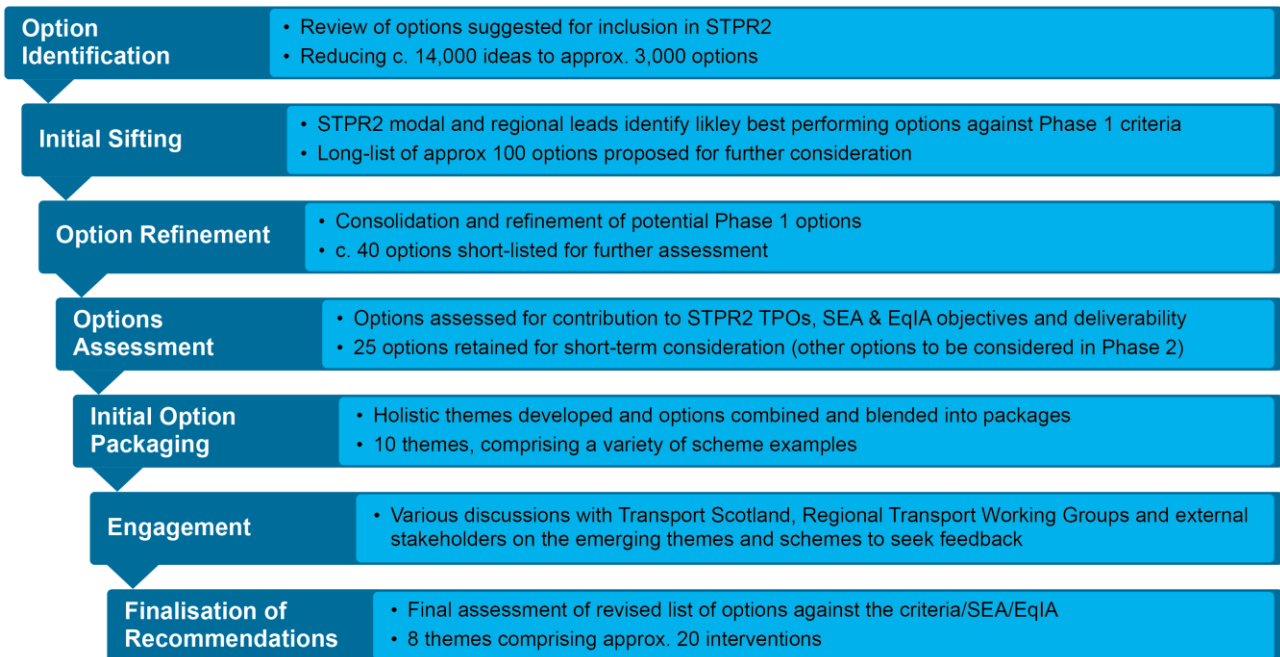 Option
Identification
• Review of options suggested for inclusion in STPR2
• Reducing c. 14,000 ideas to approx. 3,000 options
Initial Sifting
• STPR2 modal and regional leads identify likley best performing options against Phase 1 criteria
• Long-list of approx 100 options proposed for further consideration
Option Refinement
• Consolidation and refinement of potential Phase 1 options
• c. 40 options short-listed for further assessment
Options
Assessment
• Options assessed for contribution to STPR2 TPOs, SEA & EqIA objectives and deliverability
• 25 options retained for short-term consideration (other options to be considered in Phase 2)
Initial Option
Packaging
• Holistic themes developed and options combined and blended into packages
• 10 themes, comprising a variety of scheme examples
Engagement
• Various discussions with Transport Scotland, Regional Transport Working Groups and external
stakeholders on the emerging themes and schemes to seek feedback
Finalisation of
Recommendations
• Final assessment of revised list of options against the criteria/SEA/EqIA
• 8 themes comprising approx. 20 interventions